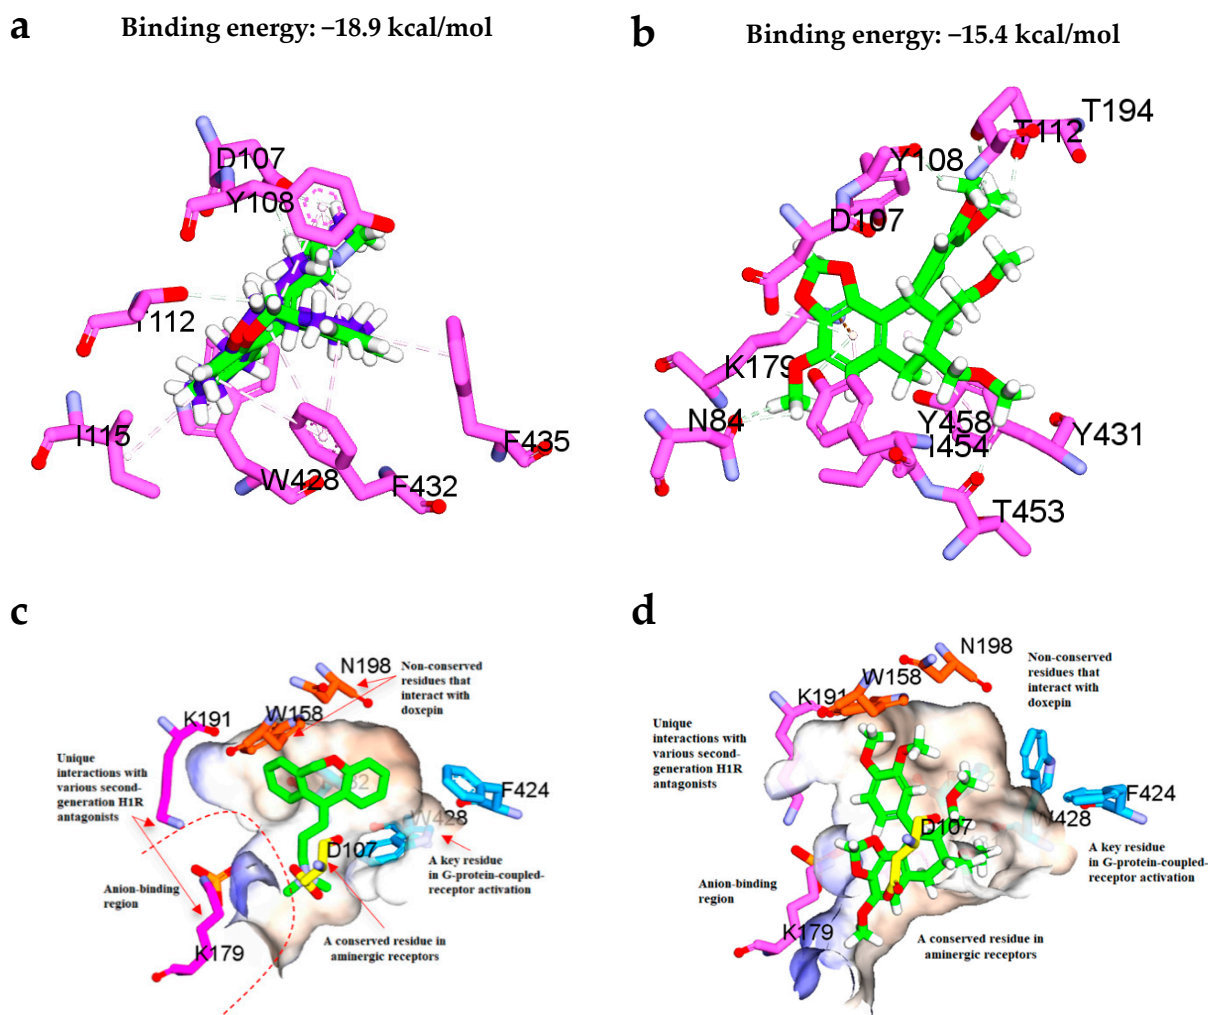 a
Binding energy: –18.9 kcal/mol
D107
Y108
T112
I115
W428
F432
F435
b
Binding energy: –15.4 kcal/mol
T194
T112
Y108
D107
K179
N84
Y458
I454
Y431
T453
c
N198
Non-conserved
residues that
interact with
doxepin
K191
W158
Unique
interactions with
various second-
generation H1R
antagonists
F424
W428
D107
A key residue
in G-protein-coupled-
receptor activation
Anion-binding
region
K179
A conserved residue in
aminergic receptors
d
N198
Non-conserved
residues that
interact with
doxepin
W158
K191
Unique
interactions with
various second-
generation H1R
antagonists
F424
W428
D107
A key residue
in G-protein-coupled-
receptor activation
Anion-binding
region
K179
A conserved residue in
aminergic receptors